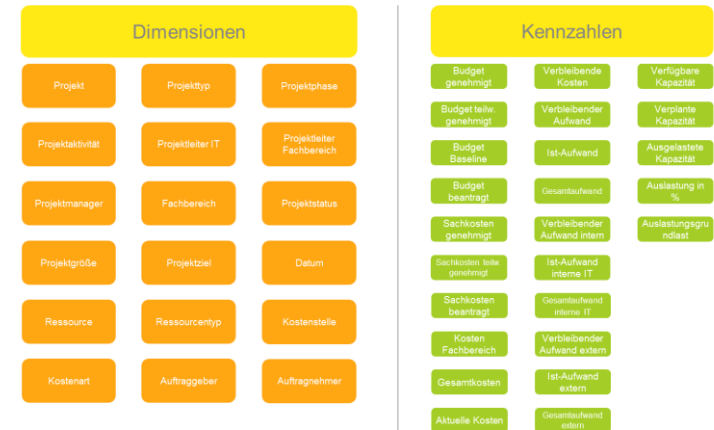 Dimensionen
Projekt
Projekttyp
Projektphase
Projektaktivität
Projektleiter IT
Projektleiter
Fachbereich
Projektmanager
Fachbereich
Projektstatus
Projektgröße
Projektziel
Datum
Ressource
Ressourcentyp
Kostenstelle
Kostenart
Auftraggeber
Auftragnehmer
Kennzahlen
Budget
genehmigt
Verbleibende
Kosten
Verfügbare
Kapazität
Budget teilw.
genehmigt
Verbleibender
Aufwand
Verplante
Kapazität
Budget
Baseline
Ist-Aufwand
Ausgelastete
Kapazität
Budget
beantragt
Gesamtaufwand
Auslastung in
%
Sachkosten
genehmigt
Verbleibender
Aufwand intern
Auslastungsgru
ndlast
Sachkosten teilw.
genehmigt
Ist-Aufwand
interne IT
Sachkosten
beantragt
Gesamtaufwand
interne IT
Kosten
Fachbereich
Verbleibender
Aufwand extern
Gesamtkosten
Ist-Aufwand
extern
Aktuelle Kosten
Gesamtaufwand
extern